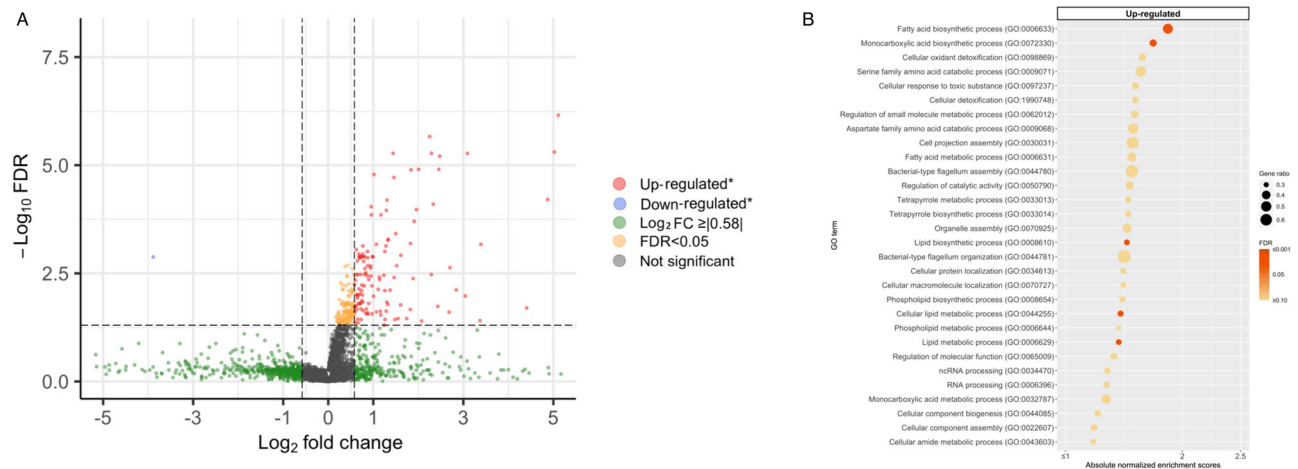 A
7.5
5.0
2.5
0.0
−Log₁₀ FDR
-5
-3
-1
0
1
3
5
Log₂ fold change
Up-regulated*
Down-regulated*
Log₂ FC ≥|0.58|
FDR<0.05
Not significant
B
Up-regulated
Fatty acid biosynthetic process (GO:0006633)
Monocarboxylic acid biosynthetic process (GO:0072330)
Cellular oxidant detoxification (GO:0098869)
Serine family amino acid catabolic process (GO:0009071)
Cellular response to toxic substance (GO:0097237)
Cellular detoxification (GO:1990748)
Regulation of small molecule metabolic process (GO:0062012)
Aspartate family amino acid catabolic process (GO:0009068)
Cell projection assembly (GO:0030031)
Fatty acid metabolic process (GO:0006631)
Bacterial-type flagellum assembly (GO:0044780)
Regulation of catalytic activity (GO:0050790)
Tetrapyrrole metabolic process (GO:0033013)
Tetrapyrrole biosynthetic process (GO:0033014)
Organelle assembly (GO:0070925)
Lipid biosynthetic process (GO:0008610)
Bacterial-type flagellum organization (GO:0044781)
Cellular protein localization (GO:0034613)
Cellular macromolecule localization (GO:0070727)
Phospholipid biosynthetic process (GO:0008654)
Cellular lipid metabolic process (GO:0044255)
Phospholipid metabolic process (GO:0006644)
Lipid metabolic process (GO:0006629)
Regulation of molecular function (GO:0065009)
ncRNA processing (GO:0034470)
RNA processing (GO:0006396)
Monocarboxylic acid metabolic process (GO:0032787)
Cellular component biogenesis (GO:0044085)
Cellular component assembly (GO:0022607)
Cellular amide metabolic process (GO:0043603)
GO term
≤1
2
2.5
Absolute normalized enrichment scores
Gene ratio
0.3
0.4
0.5
0.6
FDR
≤0.001
0.05
≥0.10